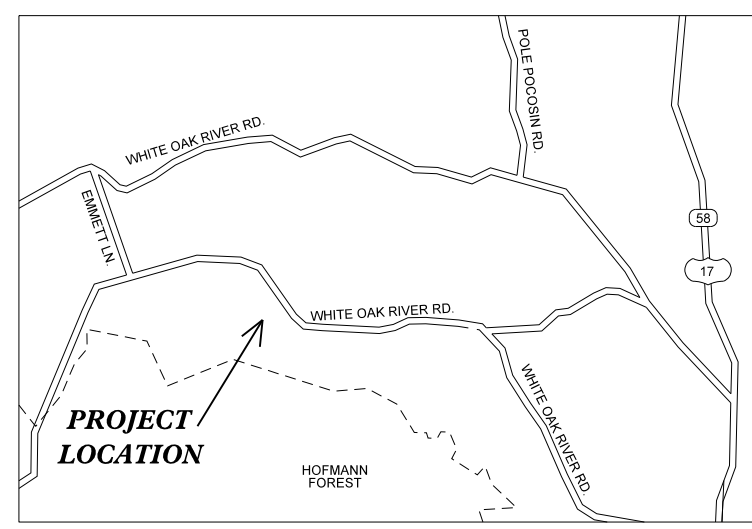 POLE POCOSIN RD.
WHITE OAK RIVER RD.
EMMETT LN.
58
17
WHITE OAK RIVER RD.
WHITE OAK RIVER RD.
PROJECT
LOCATION
HOFMANN
FOREST